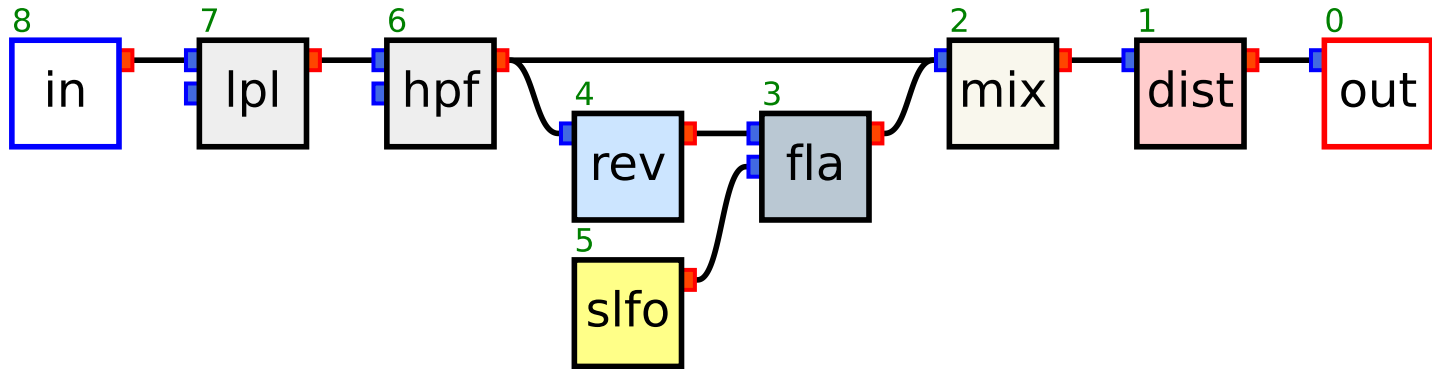 8 7 6 2 1 0
in lpl hpf mix dist out
4 3
rev fla
5
slfo